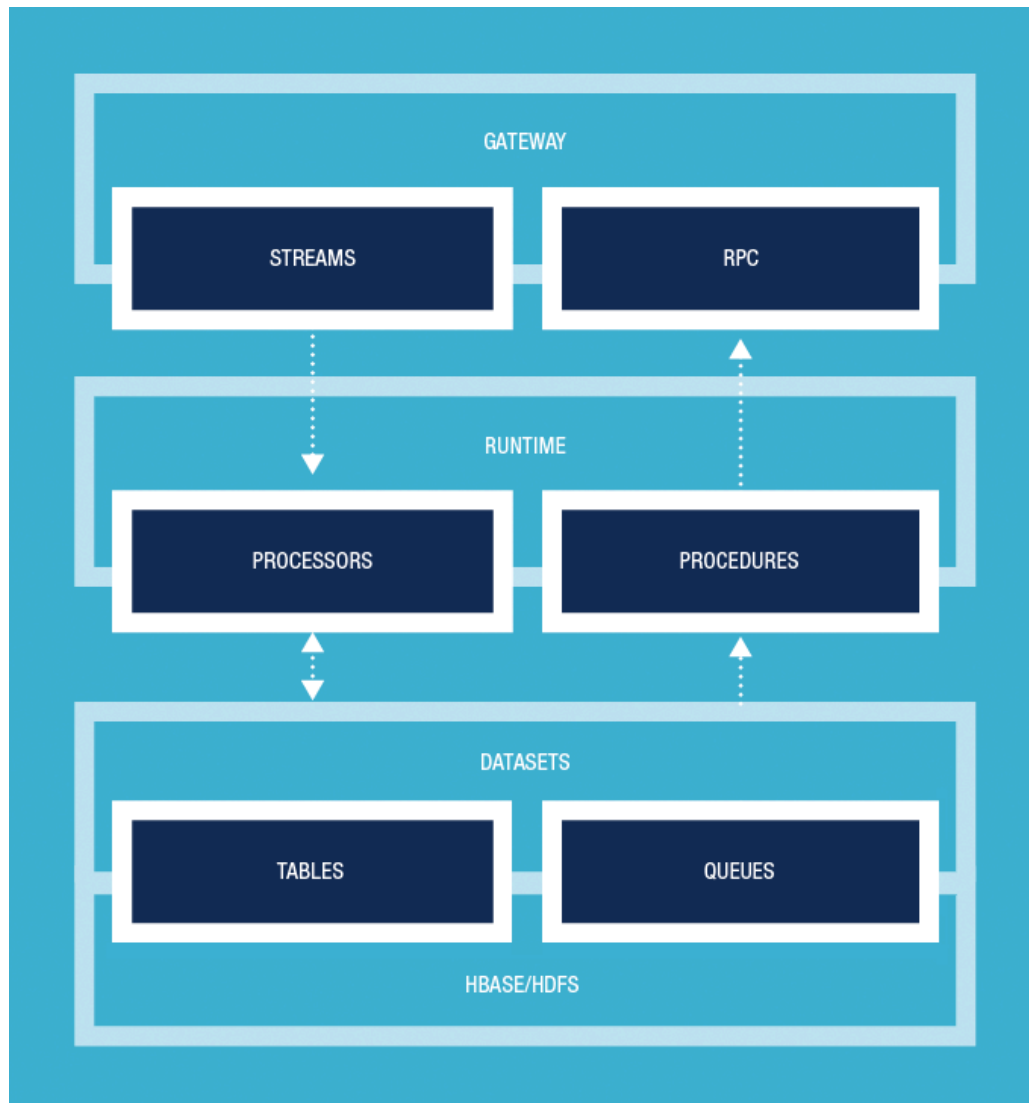 GATEWAY
STREAMS
RPC
RUNTIME
PROCESSORS
PROCEDURES
DATASETS
TABLES
QUEUES
HBASE/HDFS